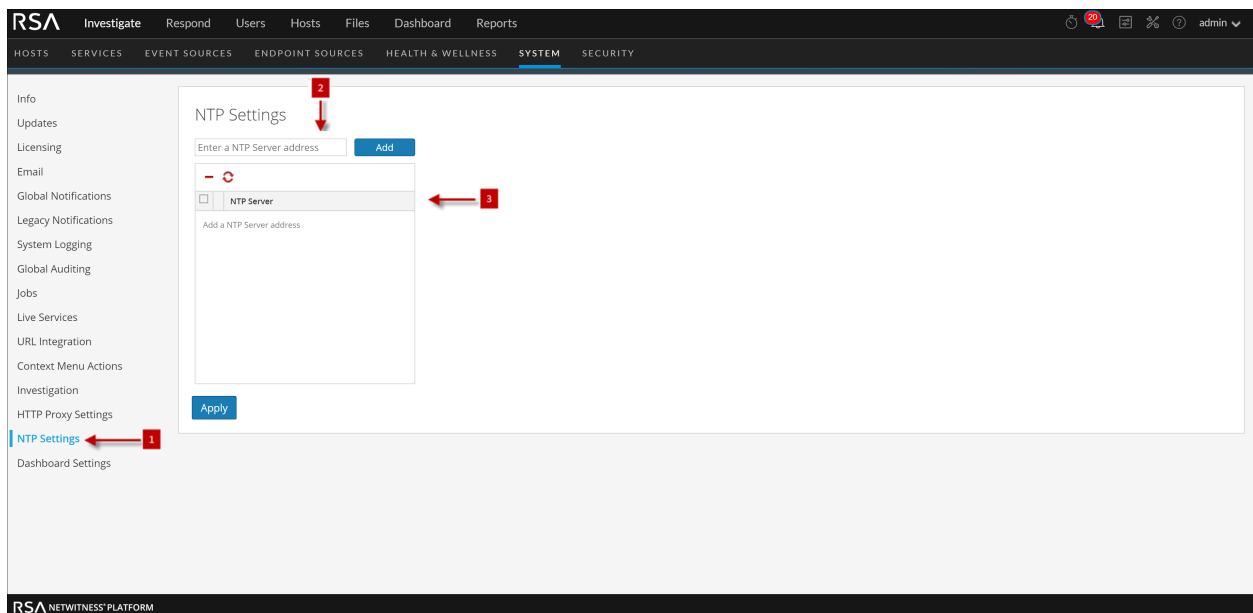 RSA Investigate Respond Users Hosts Files Dashboard Reports 20 admin
HOSTS SERVICES EVENT SOURCES ENDPOINT SOURCES HEALTH & WELLNESS SYSTEM SECURITY
Info
Updates
Licensing
Email
Global Notifications
Legacy Notifications
System Logging
Global Auditing
Jobs
Live Services
URL Integration
Context Menu Actions
Investigation
HTTP Proxy Settings
NTP Settings 1
Dashboard Settings
2
NTP Settings
Enter a NTP Server address Add
NTP Server 3
Add a NTP Server address
Apply
RSA NETWITNESS® PLATFORM